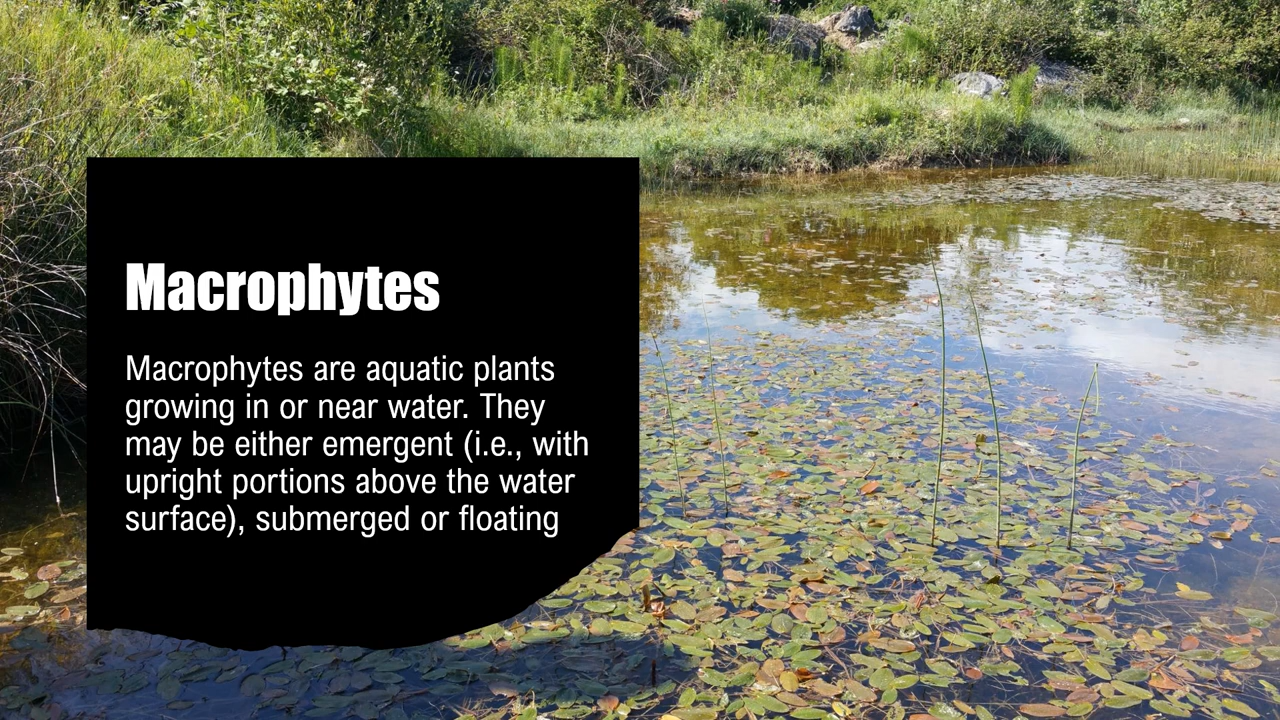 Macrophytes
Macrophytes are aquatic plants
growing in or near water. They
may be either emergent (i.e., with
upright portions above the water
surface), submerged or floating